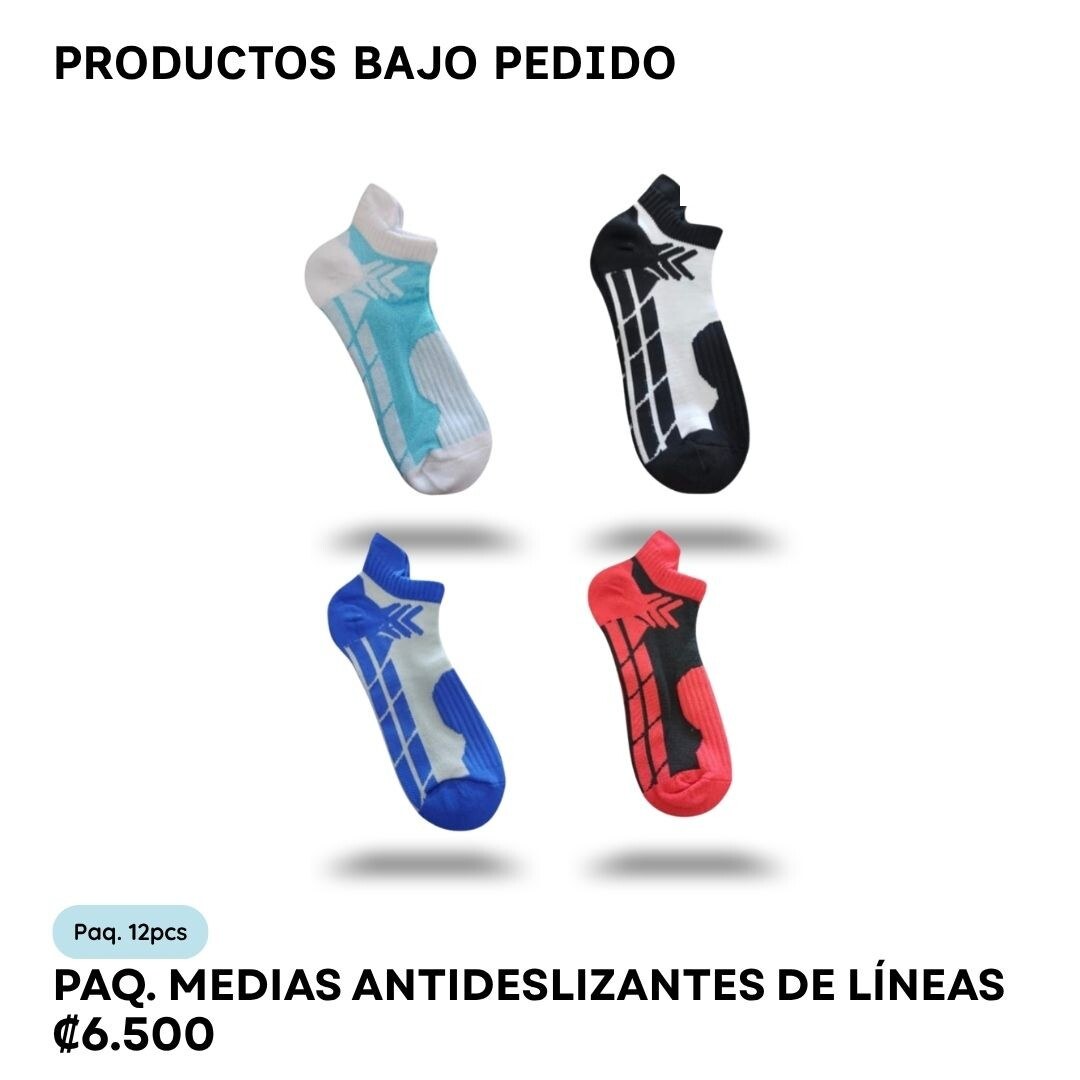 PRODUCTOS BAJO PEDIDO
Paq. 12pcs
PAQ. MEDIAS ANTIDESLIZANTES DE LÍNEAS
₡6.500